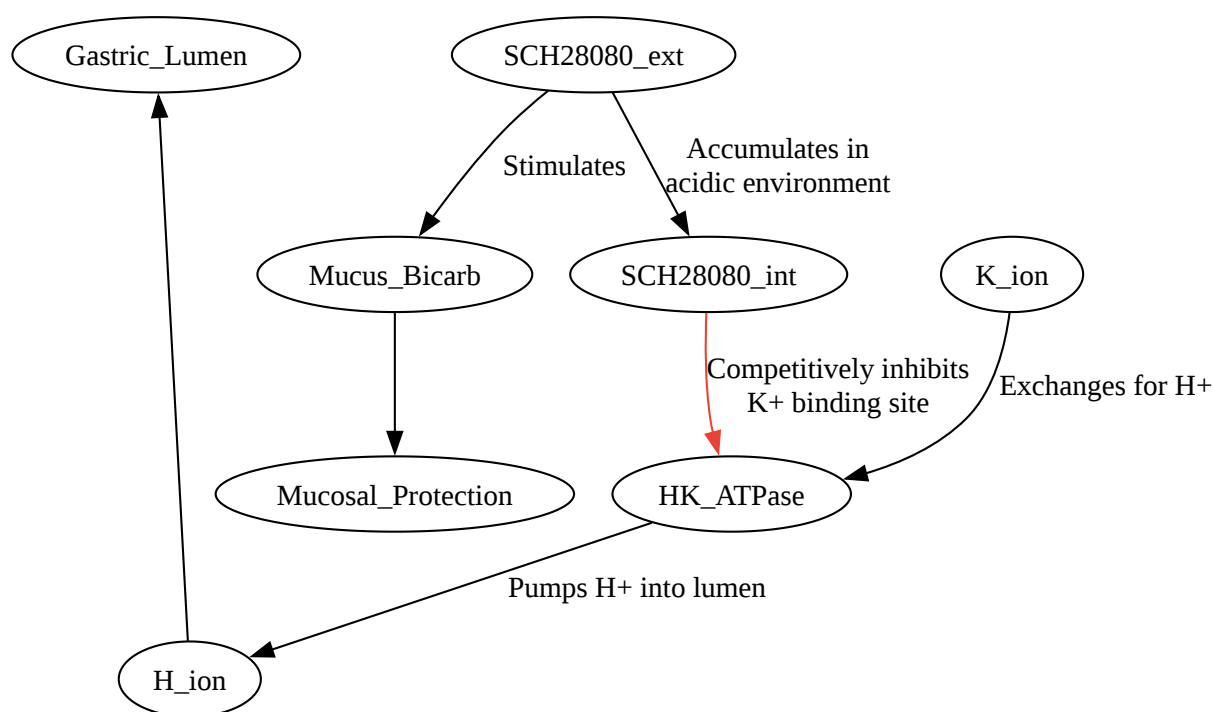 Gastric_Lumen
SCH28080_ext
Stimulates
Accumulates in
acidic environment
Mucus_Bicarb
SCH28080_int
K_ion
Competitively inhibits
K+ binding site
Exchanges for H+
Mucosal_Protection
HK_ATPase
Pumps H+ into lumen
H_ion